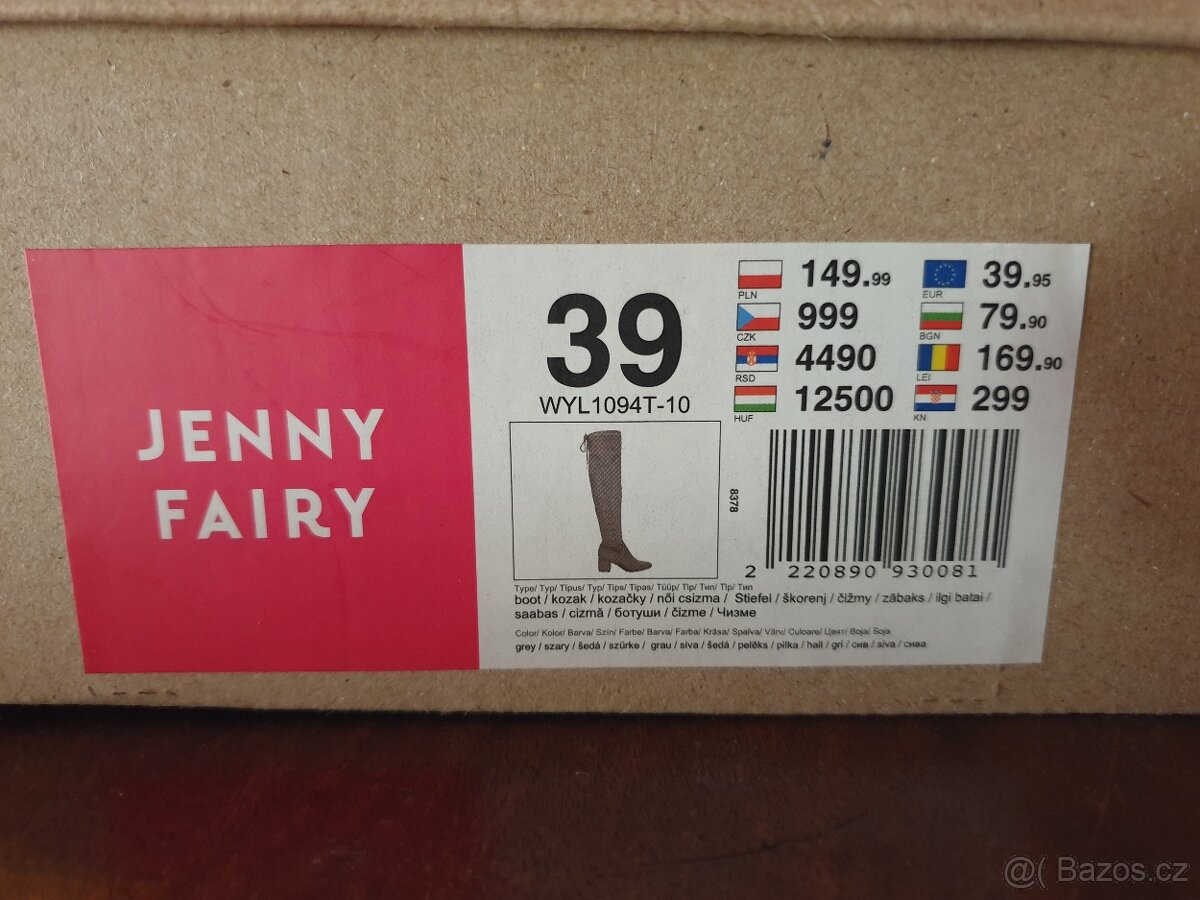 JENNY
FAIRY
39
WYL1094T-10
PLN 149.99
EUR 39.95
CZK 999
BGN 79.90
RSD 4490
LEI 169.90
HUF 12500
KN 299
8378
2 220890 930081
Type/ Typ/ Típus/ Typ/ Tips/ Tipas/ Tüüp/ Tip/ Тип/ Tip/ Тип
boot / kozak / kozačky / női csizma / Stiefel / škorenj / čižmy / zābaks / ilgi batai /
saabas / cizmă / ботуши / čizme / Чизме
Color/ Kolor/ Barva/ Szín/ Farbe/ Barva/ Farba/ Krāsa/ Spalva/ Värv/ Culoare/ Цвят/ Boja/ Боја
grey / szary / šedá / szürke / grau / siva / šedá / pelēks / pilka / hall / gri / сив / siva / сива
@( Bazos.cz